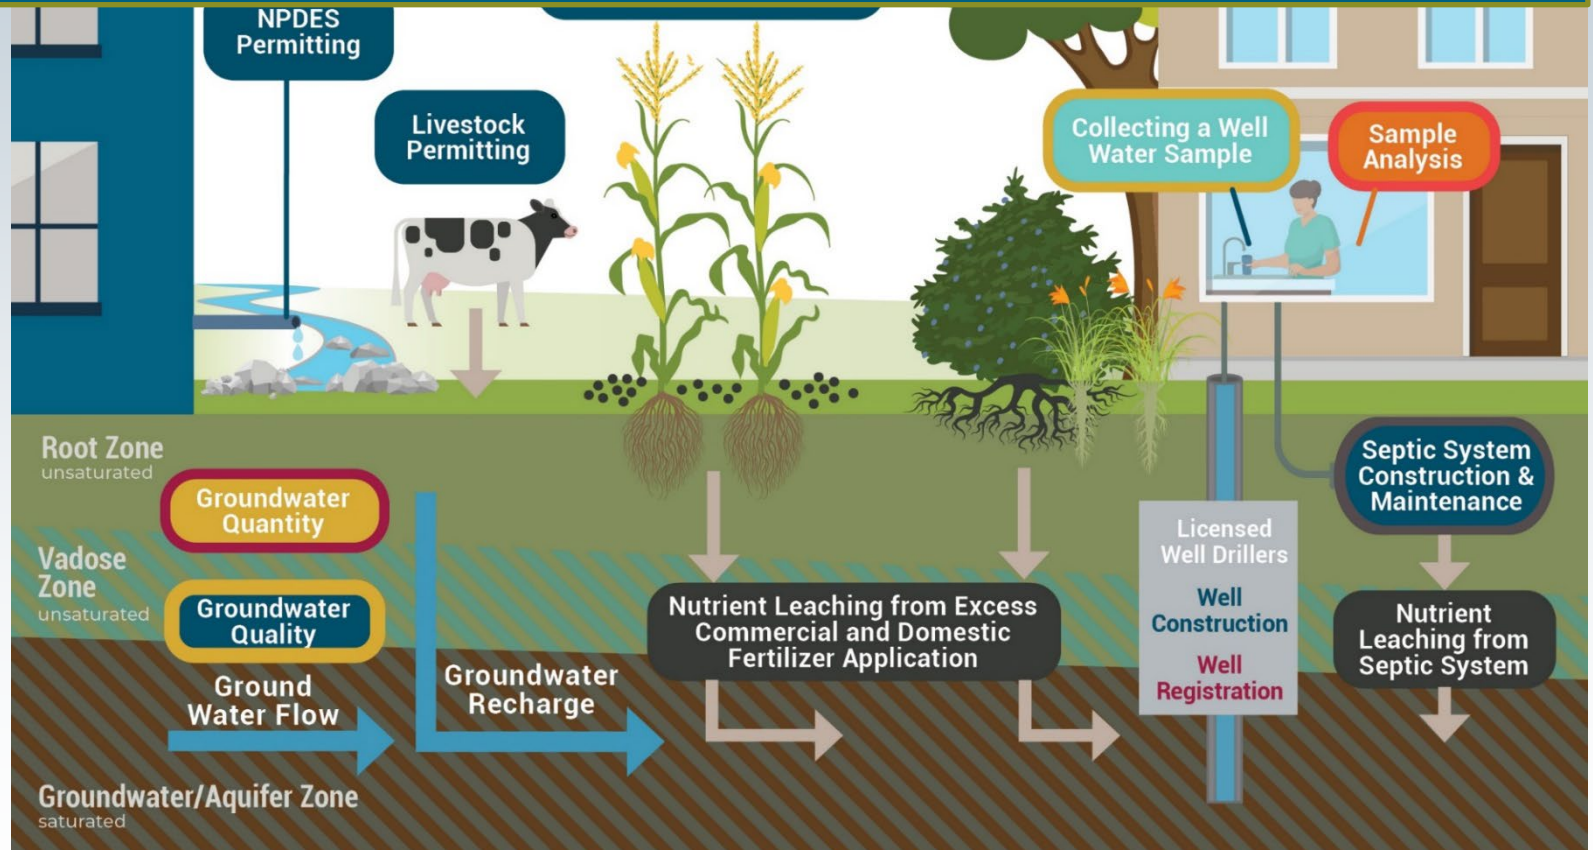 NPDES
Permitting
Livestock
Permitting
Collecting a Well
Water Sample
Sample
Analysis
Root Zone
unsaturated
Groundwater
Quantity
Vadose
Zone
unsaturated
Groundwater
Quality
Ground
Water Flow
Groundwater
Recharge
Nutrient Leaching from Excess
Commercial and Domestic
Fertilizer Application
Licensed
Well Drillers
Well
Construction
Well
Registration
Septic System
Construction &
Maintenance
Nutrient
Leaching from
Septic System
Groundwater/Aquifer Zone
saturated